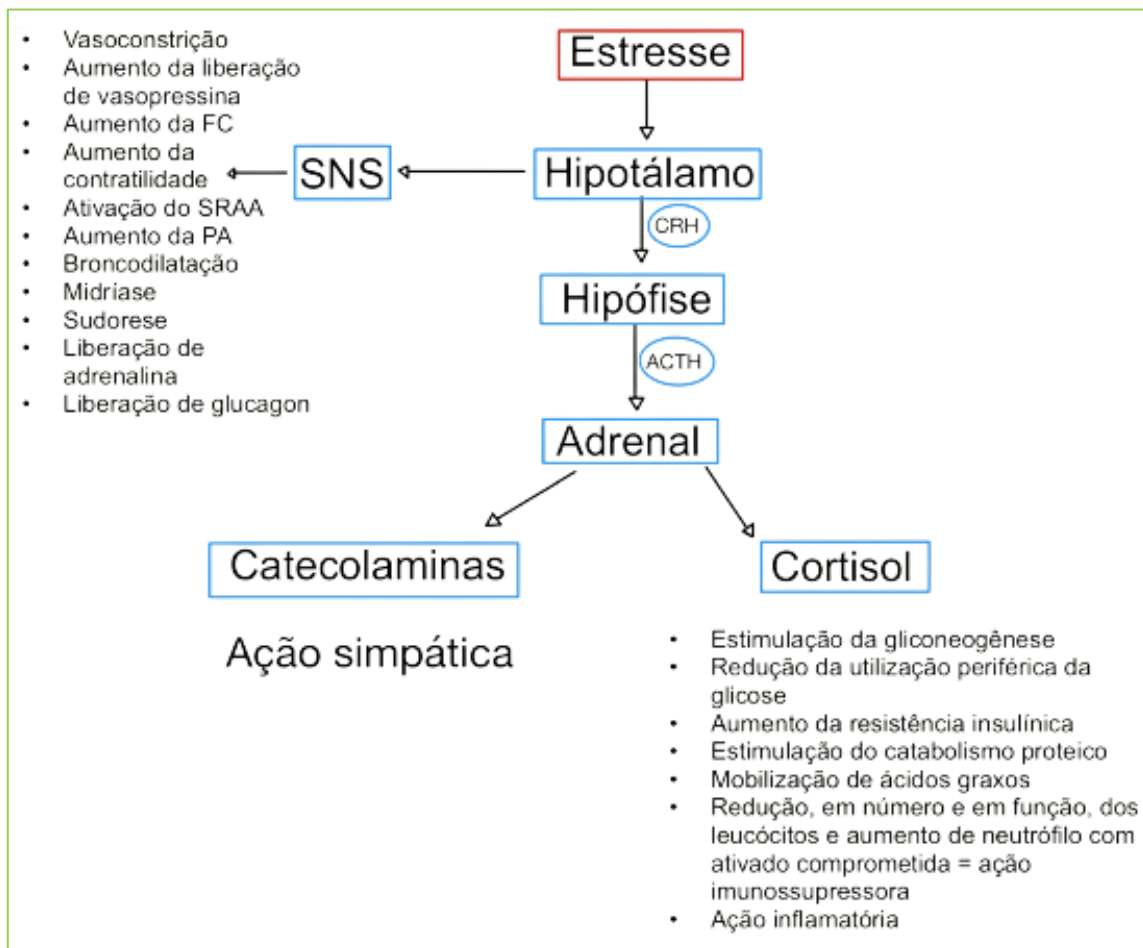 • Vasoconstrição
• Aumento da liberação
de vasopressina
• Aumento da FC
• Aumento da
contratilidade
• Ativação do SRAA
• Aumento da PA
• Broncodilatação
• Midríase
• Sudorese
• Liberação de
adrenalina
• Liberação de glucagon
Estresse
SNS
Hipotálamo
CRH
Hipófise
ACTH
Adrenal
Catecolaminas
Ação simpática
Cortisol
• Estimulação da gliconeogênese
• Redução da utilização periférica da
glicose
• Aumento da resistência insulínica
• Estimulação do catabolismo proteico
• Mobilização de ácidos graxos
• Redução, em número e em função, dos
leucócitos e aumento de neutrófilo com
ativado comprometida = ação
imunossupressora
• Ação inflamatória